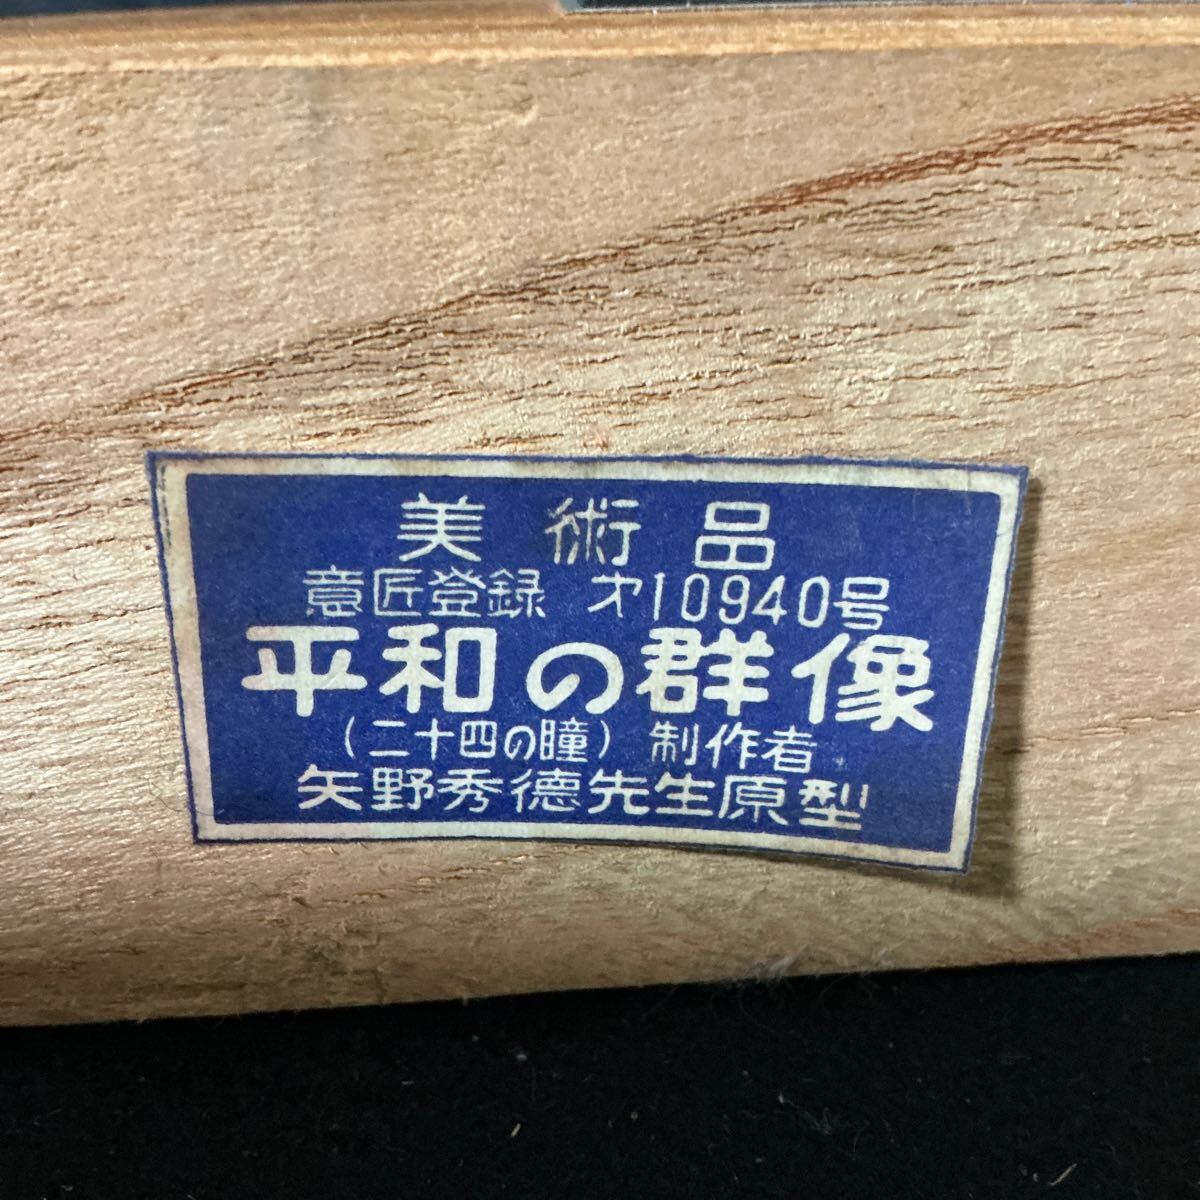 美術品
意匠登録 才10940号
平和の群像
(二十四の瞳) 制作者
矢野秀徳先生原型